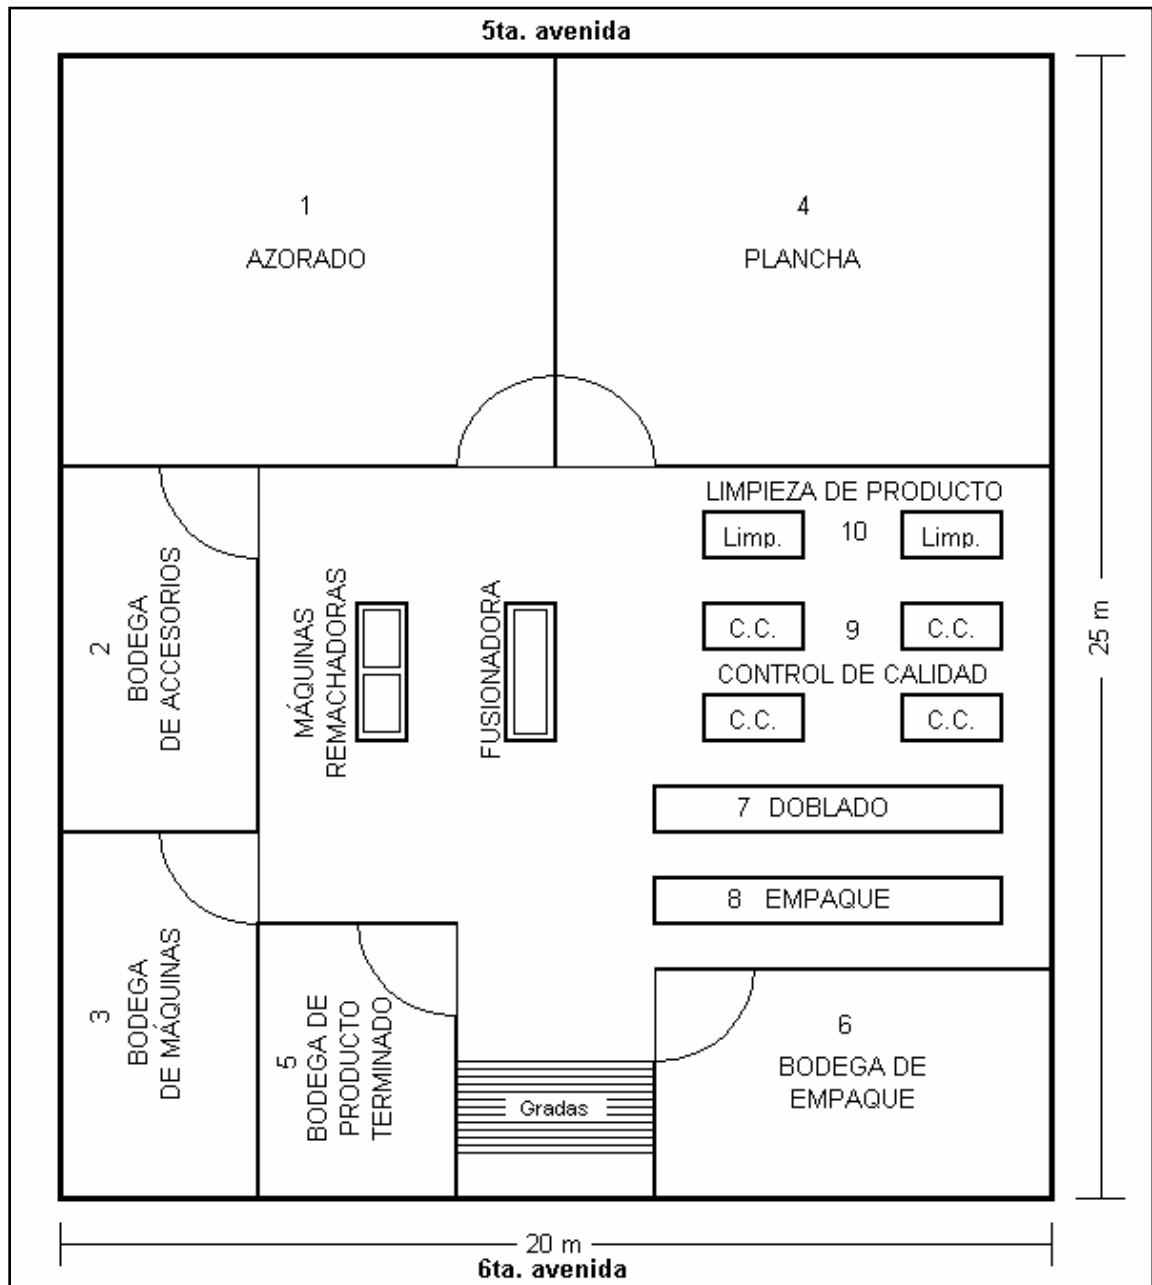 5ta. avenida
1
AZORADO
4
PLANCHA
LIMPIEZA DE PRODUCTO
Limp.
10
Limp.
2
BODEGA
DE ACCESORIOS
MÁQUINAS
REMACHADORAS
FUSIONADORA
C.C.
9
C.C.
CONTROL DE CALIDAD
C.C.
C.C.
25 m
7 DOBLADO
8 EMPAQUE
3
BODEGA
DE MÁQUINAS
5
BODEGA DE
PRODUCTO
TERMINADO
Gradas
6
BODEGA DE
EMPAQUE
20 m
6ta. avenida